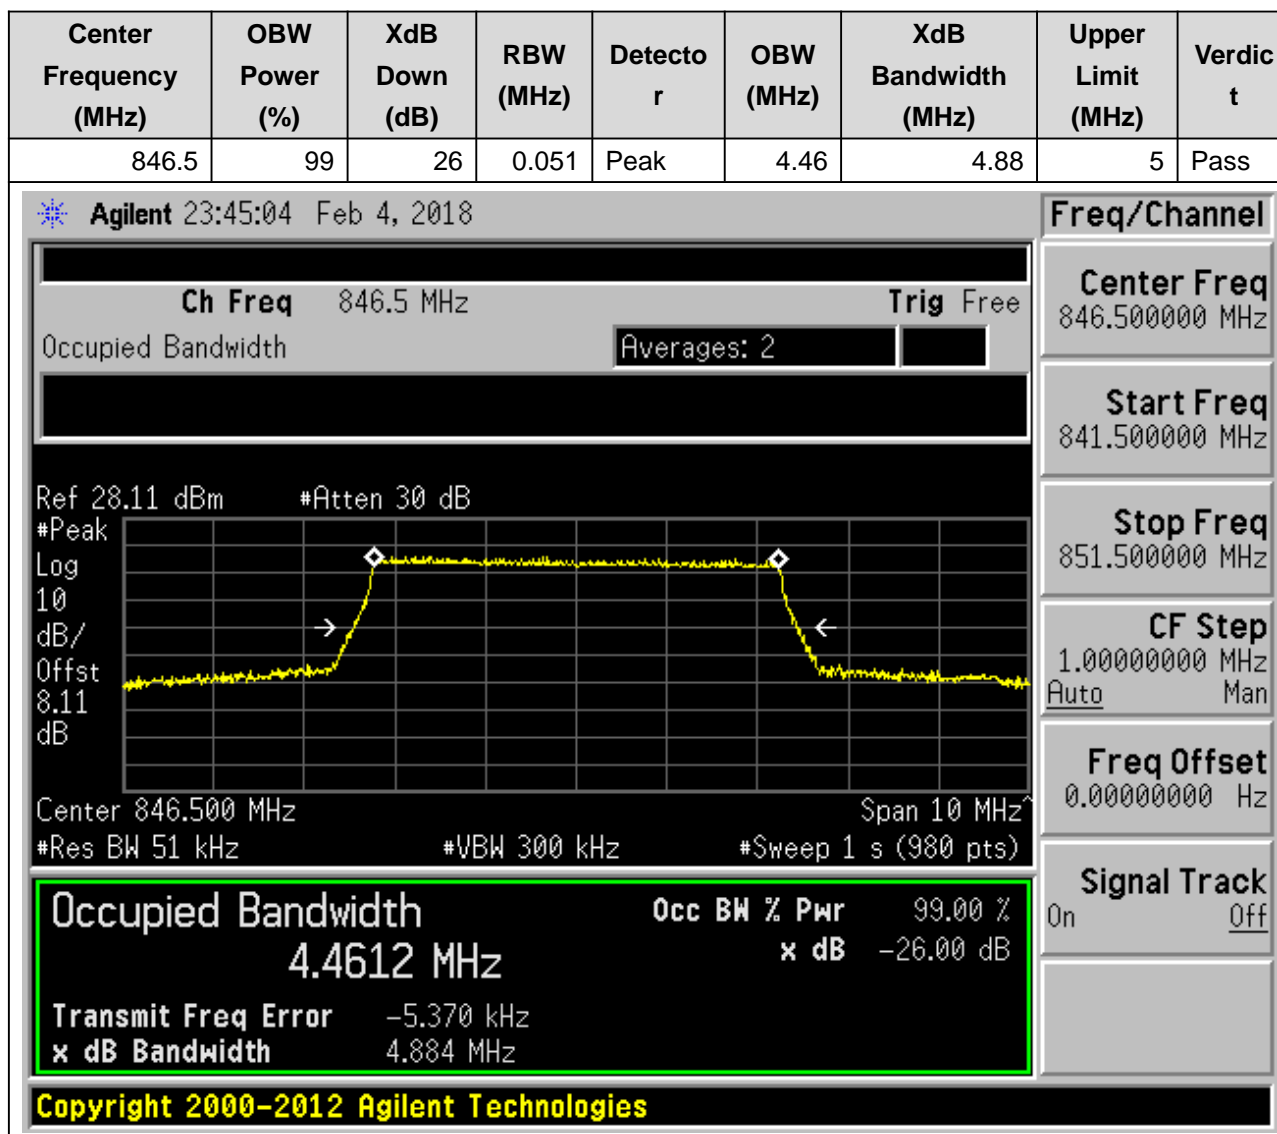 Center Frequency (MHz) OBW Power (%) XdB Down (dB) RBW (MHz) Detecto r OBW (MHz) XdB Bandwidth (MHz) Upper Limit (MHz) Verdic t
846.5 99 26 0.051 Peak 4.46 4.88 5 Pass
Agilent 23:45:04 Feb 4, 2018
Freq/Channel
Ch Freq 846.5 MHz Trig Free
Occupied Bandwidth Averages: 2
Center Freq
846.500000 MHz
Start Freq
841.500000 MHz
Stop Freq
851.500000 MHz
CF Step
1.00000000 MHz
Auto Man
Freq Offset
0.00000000 Hz
Signal Track
On Off
Ref 28.11 dBm #Atten 30 dB
#Peak
Log
10
dB/
Offst
8.11
dB
Center 846.500 MHz Span 10 MHz^
#Res BW 51 kHz #VBW 300 kHz #Sweep 1 s (980 pts)
Occupied Bandwidth Occ BW % Pwr 99.00 %
4.4612 MHz x dB -26.00 dB
Transmit Freq Error -5.370 kHz
x dB Bandwidth 4.884 MHz
Copyright 2000-2012 Agilent Technologies